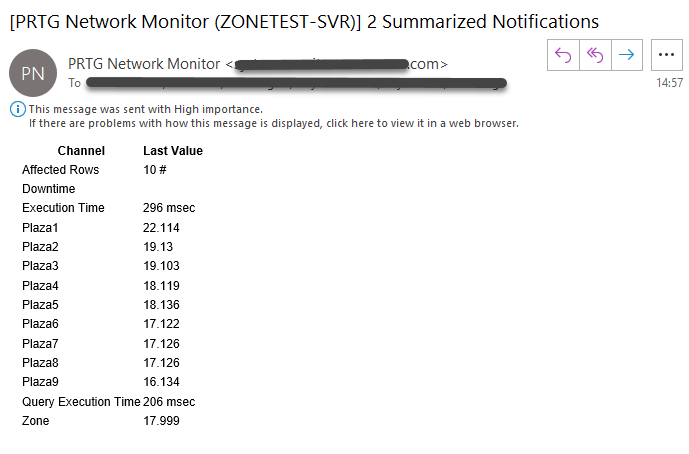 [PRTG Network Monitor (ZONETEST-SVR)] 2 Summarized Notifications
PN
PRTG Network Monitor < .com>
To
14:57
This message was sent with High importance.
If there are problems with how this message is displayed, click here to view it in a web browser.
Channel Last Value
Affected Rows 10 #
Downtime
Execution Time 296 msec
Plaza1 22.114
Plaza2 19.13
Plaza3 19.103
Plaza4 18.119
Plaza5 18.136
Plaza6 17.122
Plaza7 17.126
Plaza8 17.126
Plaza9 16.134
Query Execution Time 206 msec
Zone 17.999